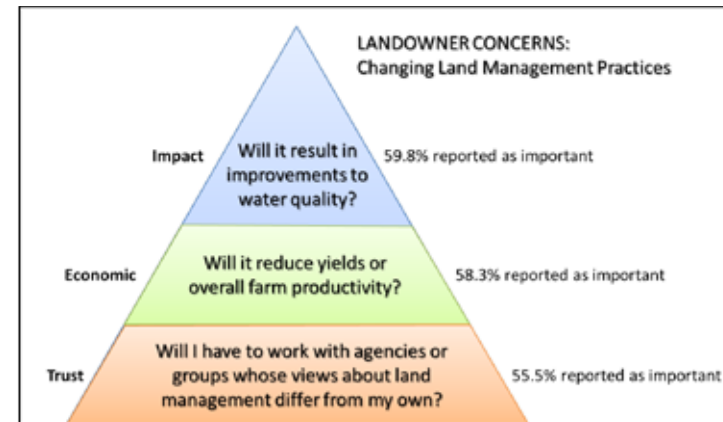 LANDOWNER CONCERNS:
Changing Land Management Practices
Impact
Will it result in
improvements to
water quality?
59.8% reported as important
Economic
Will it reduce yields or
overall farm productivity?
58.3% reported as important
Trust
Will I have to work with agencies or
groups whose views about land
management differ from my own?
55.5% reported as important